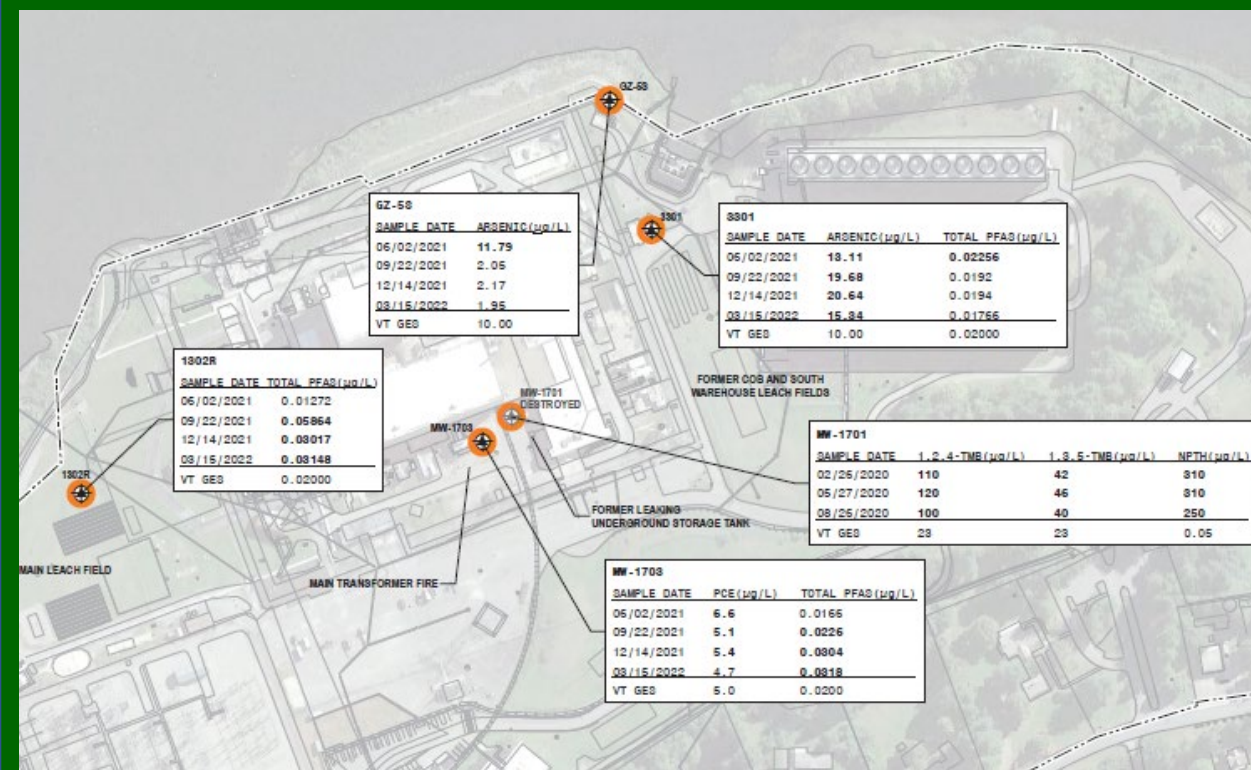 GZ-5S
3301
GZ-5S
SAMPLE DATE ARSENIC(µg/L)
06/02/2021 11.79
09/22/2021 2.05
12/14/2021 2.17
03/15/2022 1.95
VT GES 10.00
3301
SAMPLE DATE ARSENIC(µg/L) TOTAL PFAS(µg/L)
06/02/2021 13.11 0.02256
09/22/2021 19.68 0.0192
12/14/2021 20.64 0.0194
03/15/2022 15.34 0.01766
VT GES 10.00 0.02000
1302R
SAMPLE DATE TOTAL PFAS(µg/L)
06/02/2021 0.01272
09/22/2021 0.05864
12/14/2021 0.03017
03/15/2022 0.03148
VT GES 0.02000
FORMER COB AND SOUTH
WAREHOUSE LEACH FIELDS
MW-1701
DESTROYED
MW-1703
1302R
MW-1701
SAMPLE DATE 1,2,4-TMB(µg/L) 1,3,5-TMB(µg/L) NPTH(µg/L)
02/26/2020 110 42 310
05/27/2020 120 46 310
08/26/2020 100 40 250
VT GES 23 23 0.05
FORMER LEAKING
UNDERGROUND STORAGE TANK
MAIN LEACH FIELD
MAIN TRANSFORMER FIRE
MW-1703
SAMPLE DATE PCE(µg/L) TOTAL PFAS(µg/L)
06/02/2021 6.6 0.0165
09/22/2021 5.1 0.0226
12/14/2021 5.4 0.0304
03/15/2022 4.7 0.0318
VT GES 5.0 0.0200